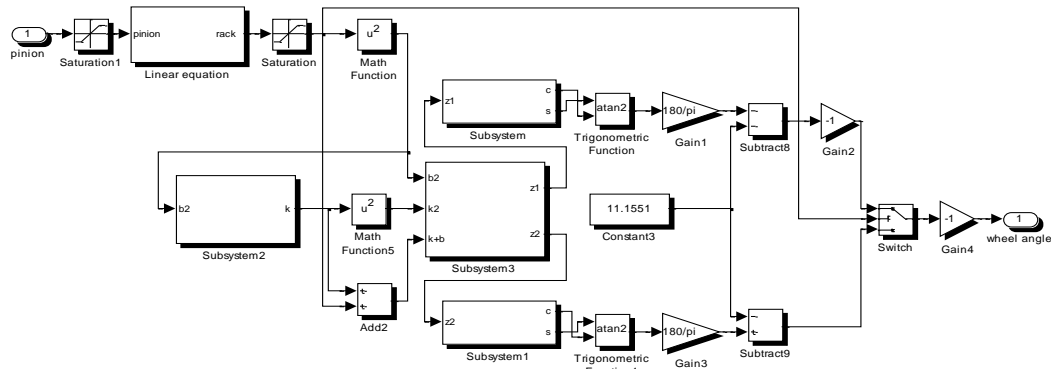 1
pinion
Saturation1
pinion
rack
Linear equation
Saturation
u²
Math
Function
z1
c
s
Subsystem
atan2
Trigonometric
Function
180/pi
Gain1
Subtract8
-1
Gain2
b2
k
Subsystem2
u²
Math
Function5
b2
k2
k+b
z1
z2
Subsystem3
11.1551
Constant3
Switch
-1
Gain4
1
wheel angle
Add2
z2
c
s
Subsystem1
atan2
Trigonometric
180/pi
Gain3
Subtract9